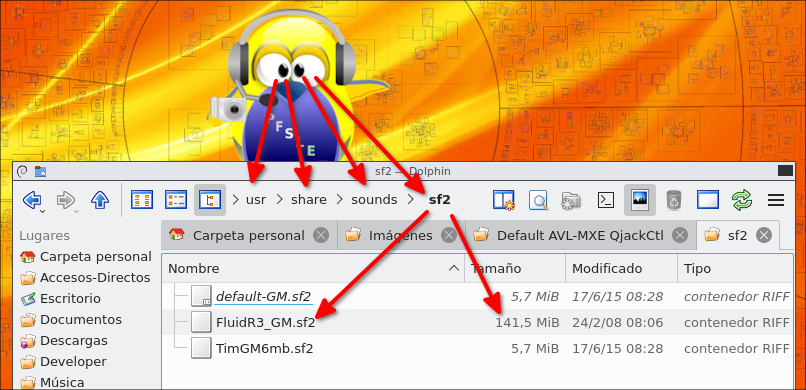 PFS
TE
sf2 — Dolphin
usr share sounds sf2
Lugares
Carpeta personal
Accesos-Directos
Escritorio
Documentos
Descargas
Developer
Música
Carpeta personal Imágenes Default AVL-MXE QjackCtl sf2
Nombre Tamaño Modificado Tipo
default-GM.sf2 5,7 MiB 17/6/15 08:28 contenedor RIFF
FluidR3_GM.sf2 141,5 MiB 24/2/08 08:06 contenedor RIFF
TimGM6mb.sf2 5,7 MiB 17/6/15 08:28 contenedor RIFF